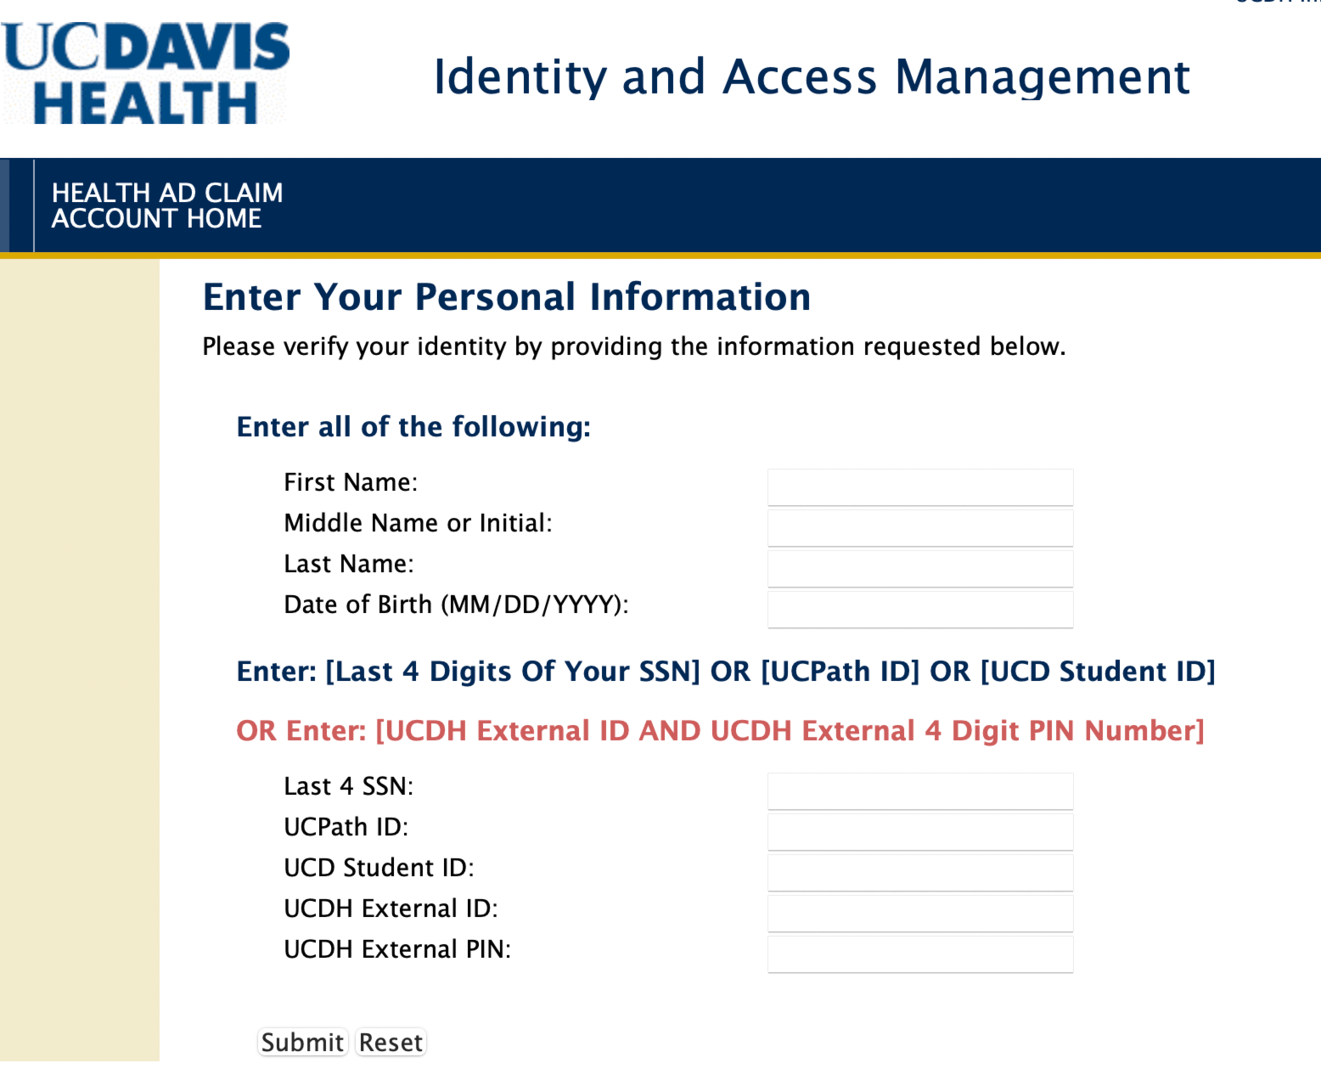 UCDAVIS
HEALTH
Identity and Access Management
HEALTH AD CLAIM
ACCOUNT HOME
Enter Your Personal Information
Please verify your identity by providing the information requested below.
Enter all of the following:
First Name:
Middle Name or Initial:
Last Name:
Date of Birth (MM/DD/YYYY):
Enter: [Last 4 Digits Of Your SSN] OR [UCPath ID] OR [UCD Student ID]
OR Enter: [UCDH External ID AND UCDH External 4 Digit PIN Number]
Last 4 SSN:
UCPath ID:
UCD Student ID:
UCDH External ID:
UCDH External PIN:
Submit Reset